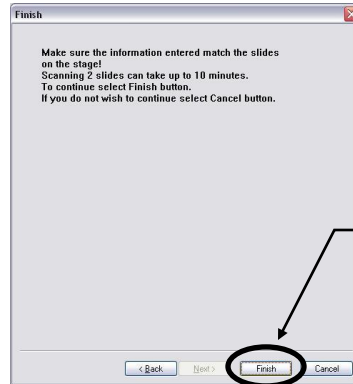 Finish
Make sure the information entered match the slides
on the stage!
Scanning 2 slides can take up to 10 minutes.
To continue select Finish button.
If you do not wish to continue select Cancel button.
< Back Next > Finish Cancel